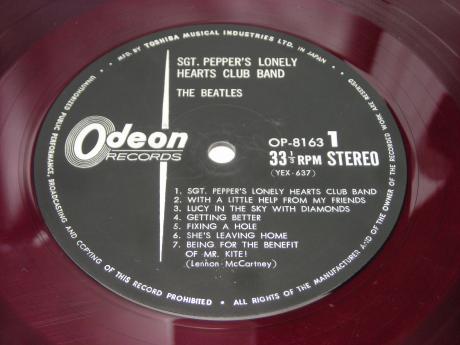 MFD. BY TOSHIBA MUSICAL INDUSTRIES LTD. IN JAPAN •
SGT. PEPPER'S LONELY
HEARTS CLUB BAND
THE BEATLES
Odeon
RECORDS
OP-8163 1
33⅓ RPM STEREO
(YEX-637)
1. SGT. PEPPER'S LONELY HEARTS CLUB BAND
2. WITH A LITTLE HELP FROM MY FRIENDS
3. LUCY IN THE SKY WITH DIAMONDS
4. GETTING BETTER
5. FIXING A HOLE
6. SHE'S LEAVING HOME
7. BEING FOR THE BENEFIT
OF MR. KITE!
(Lennon-McCartney)
UNAUTHORIZED PUBLIC PERFORMANCE, BROADCASTING AND COPYING OF THIS RECORD PROHIBITED • ALL RIGHTS OF THE MANUFACTURER AND OF THE OWNER OF THE RECORDED WORK ARE RESERVED